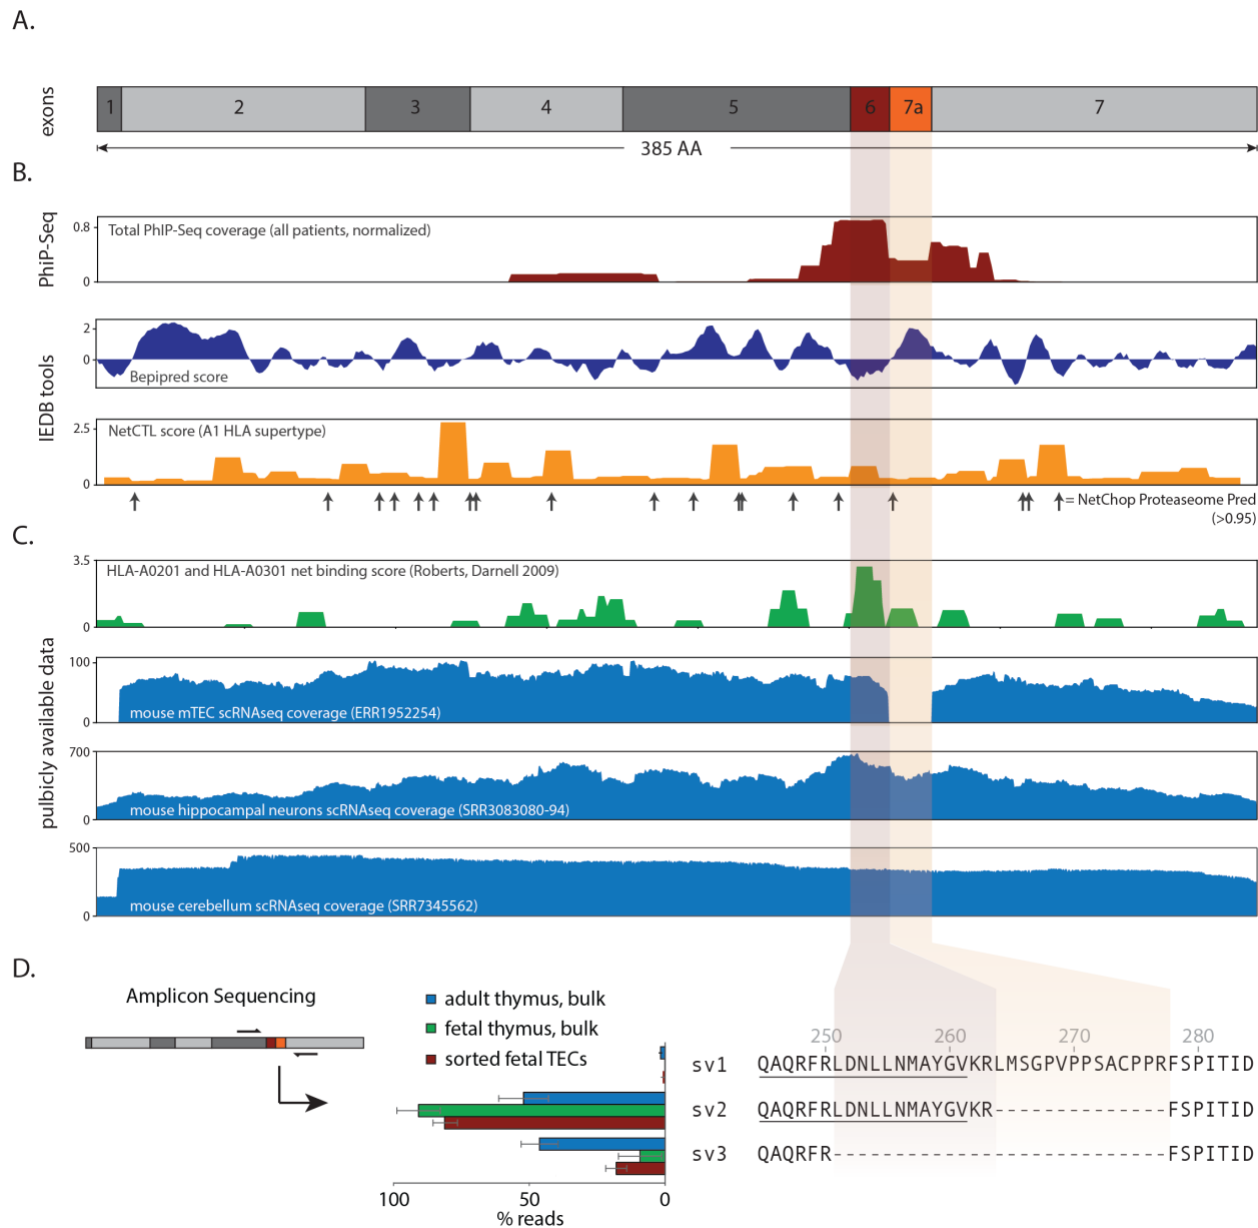 A.
exons
1 2 3 4 5 6 7a 7
385 AA
B.
PhiP-Seq
0.8
0
Total PhIP-Seq coverage (all patients, normalized)
IEDB tools
2
0
Bepipred score
2.5
0
NetCTL score (A1 HLA supertype)
= NetChop Proteaseome Pred
(>0.95)
C.
pulbicly available data
3.5
0
HLA-A0201 and HLA-A0301 net binding score (Roberts, Darnell 2009)
100
0
mouse mTEC scRNAseq coverage (ERR1952254)
700
0
mouse hippocampal neurons scRNAseq coverage (SRR3083080-94)
500
0
mouse cerebellum scRNAseq coverage (SRR7345562)
D.
Amplicon Sequencing
adult thymus, bulk
fetal thymus, bulk
sorted fetal TECs
100 50 0
% reads
250 260 270 280
sv1 QAQRFRLDNLLNMAYGVKRLMSGPVPPSACPPRFSPITID
sv2 QAQRFRLDNLLNMAYGVKR--------------FSPITID
sv3 QAQRFR---------------------------FSPITID